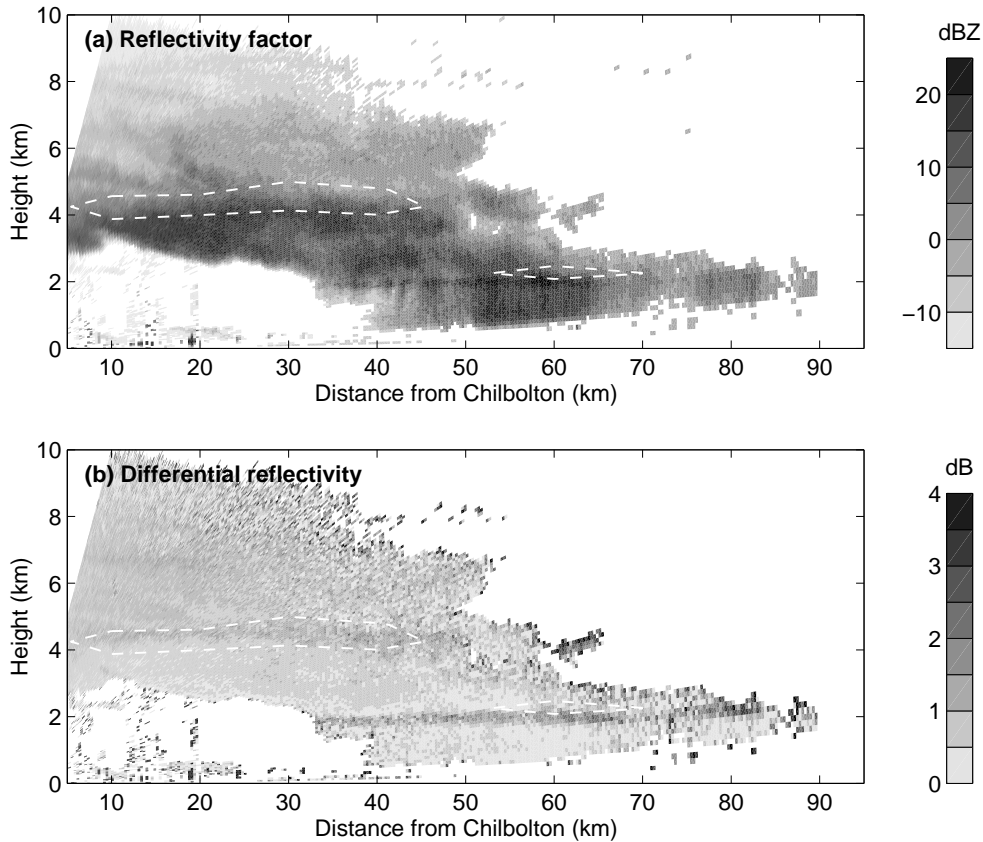 (a) Reflectivity factor
10
8
6
4
2
0
Height (km)
10 20 30 40 50 60 70 80 90
Distance from Chilbolton (km)
dBZ
20
10
0
−10
(b) Differential reflectivity
10
8
6
4
2
0
Height (km)
10 20 30 40 50 60 70 80 90
Distance from Chilbolton (km)
dB
4
3
2
1
0